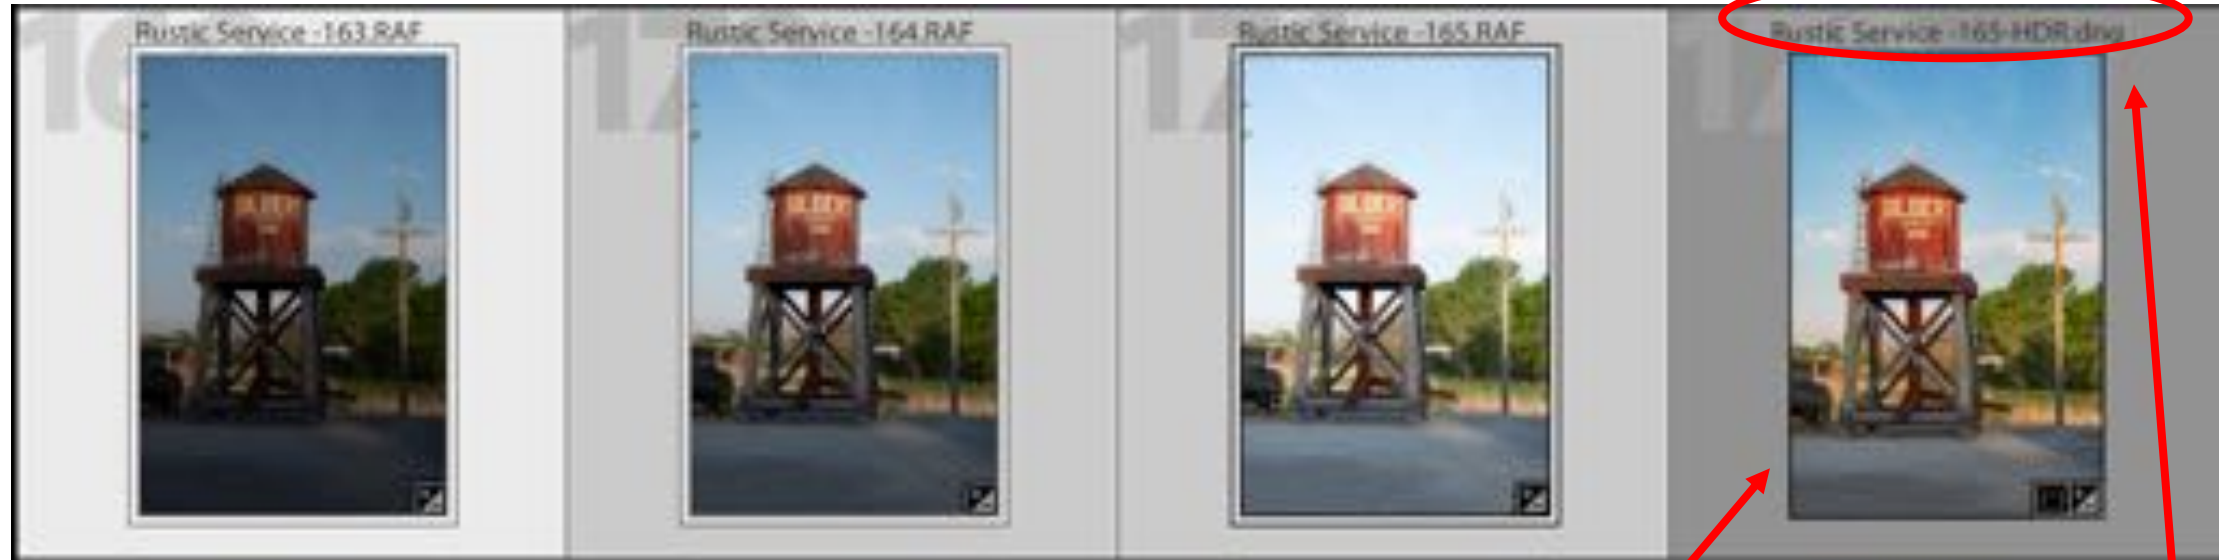 Rustic Service -163.RAF
Rustic Service -164.RAF
Rustic Service -165.RAF
Rustic Service -165-HDR.dng